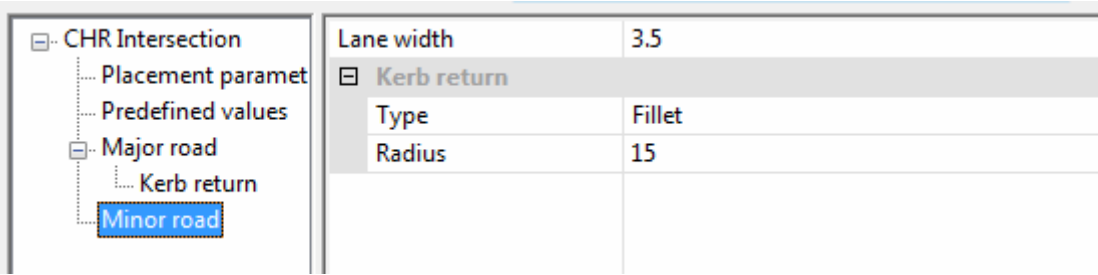 CHR Intersection
Placement paramet
Predefined values
Major road
Kerb return
Minor road
Lane width 3.5
Kerb return
Type Fillet
Radius 15